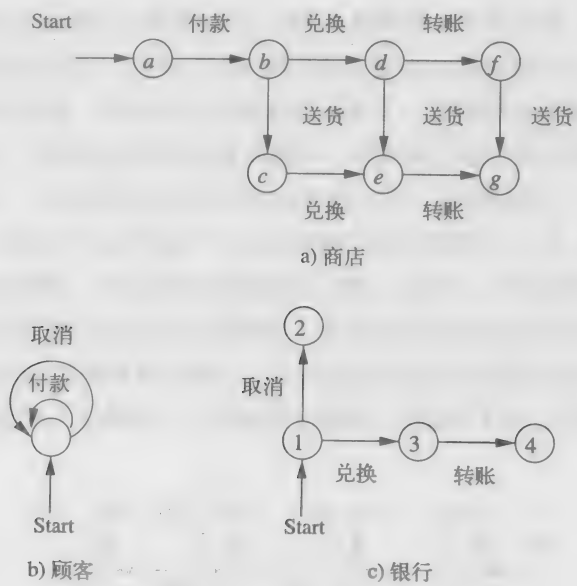 Start 付款 兑换 转账
a b d f
送货 送货 送货
c e g
兑换 转账
a) 商店
取消
付款
Start
b) 顾客
2
取消
1 3 4
兑换 转账
Start
c) 银行